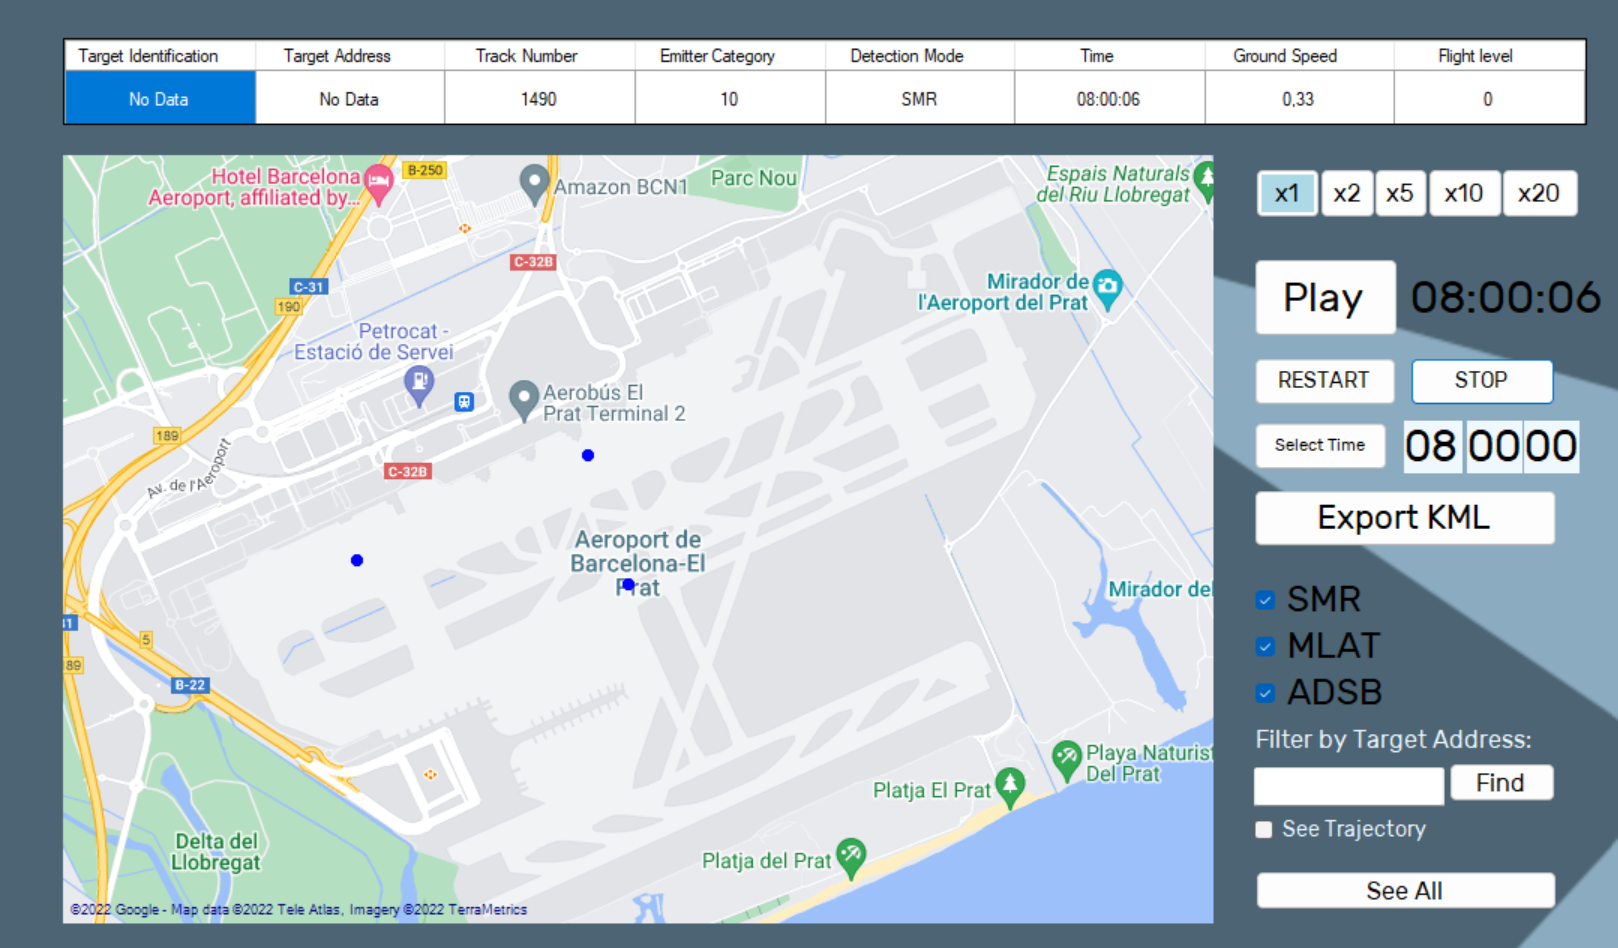 Target Identification Target Address Track Number Emitter Category Detection Mode Time Ground Speed Flight level
No Data No Data 1490 10 SMR 08:00:06 0,33 0
Hotel Barcelona
Aeroport, affiliated by...
B-250
Amazon BCN1
Parc Nou
Espais Naturals
del Riu Llobregat
C-32B
C-31
190
Mirador de
l'Aeroport del Prat
Petrocat -
Estació de Servei
Aerobús El
Prat Terminal 2
189
Av. de l'Aeroport
C-32B
Aeroport de
Barcelona-El
Prat
Mirador del
31
5
189
B-22
Playa Naturist
Del Prat
Platja El Prat
Delta del
Llobregat
Platja del Prat
©2022 Google - Map data ©2022 Tele Atlas, Imagery ©2022 TerraMetrics
x1 x2 x5 x10 x20
Play 08:00:06
RESTART STOP
Select Time 08 00 00
Export KML
SMR
MLAT
ADSB
Filter by Target Address:
Find
See Trajectory
See All